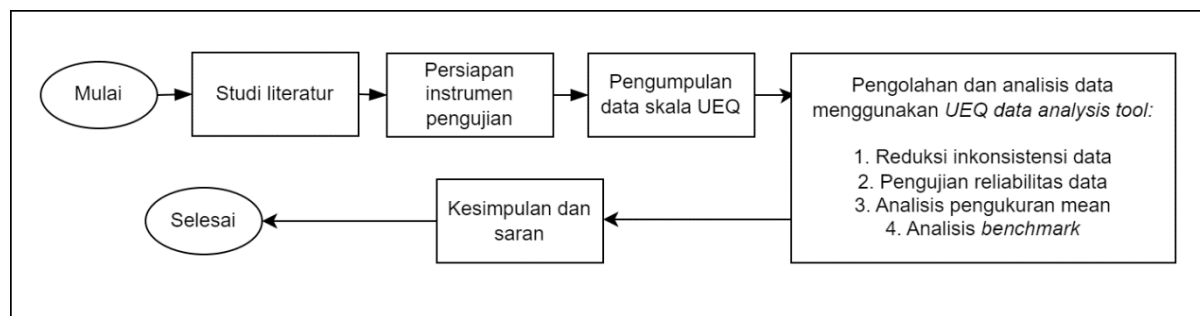 Mulai
Studi literatur
Persiapan
instrumen
pengujian
Pengumpulan
data skala UEQ
Pengolahan dan analisis data
menggunakan UEQ data analysis tool:
1. Reduksi inkonsistensi data
2. Pengujian reliabilitas data
3. Analisis pengukuran mean
4. Analisis benchmark
Kesimpulan dan
saran
Selesai